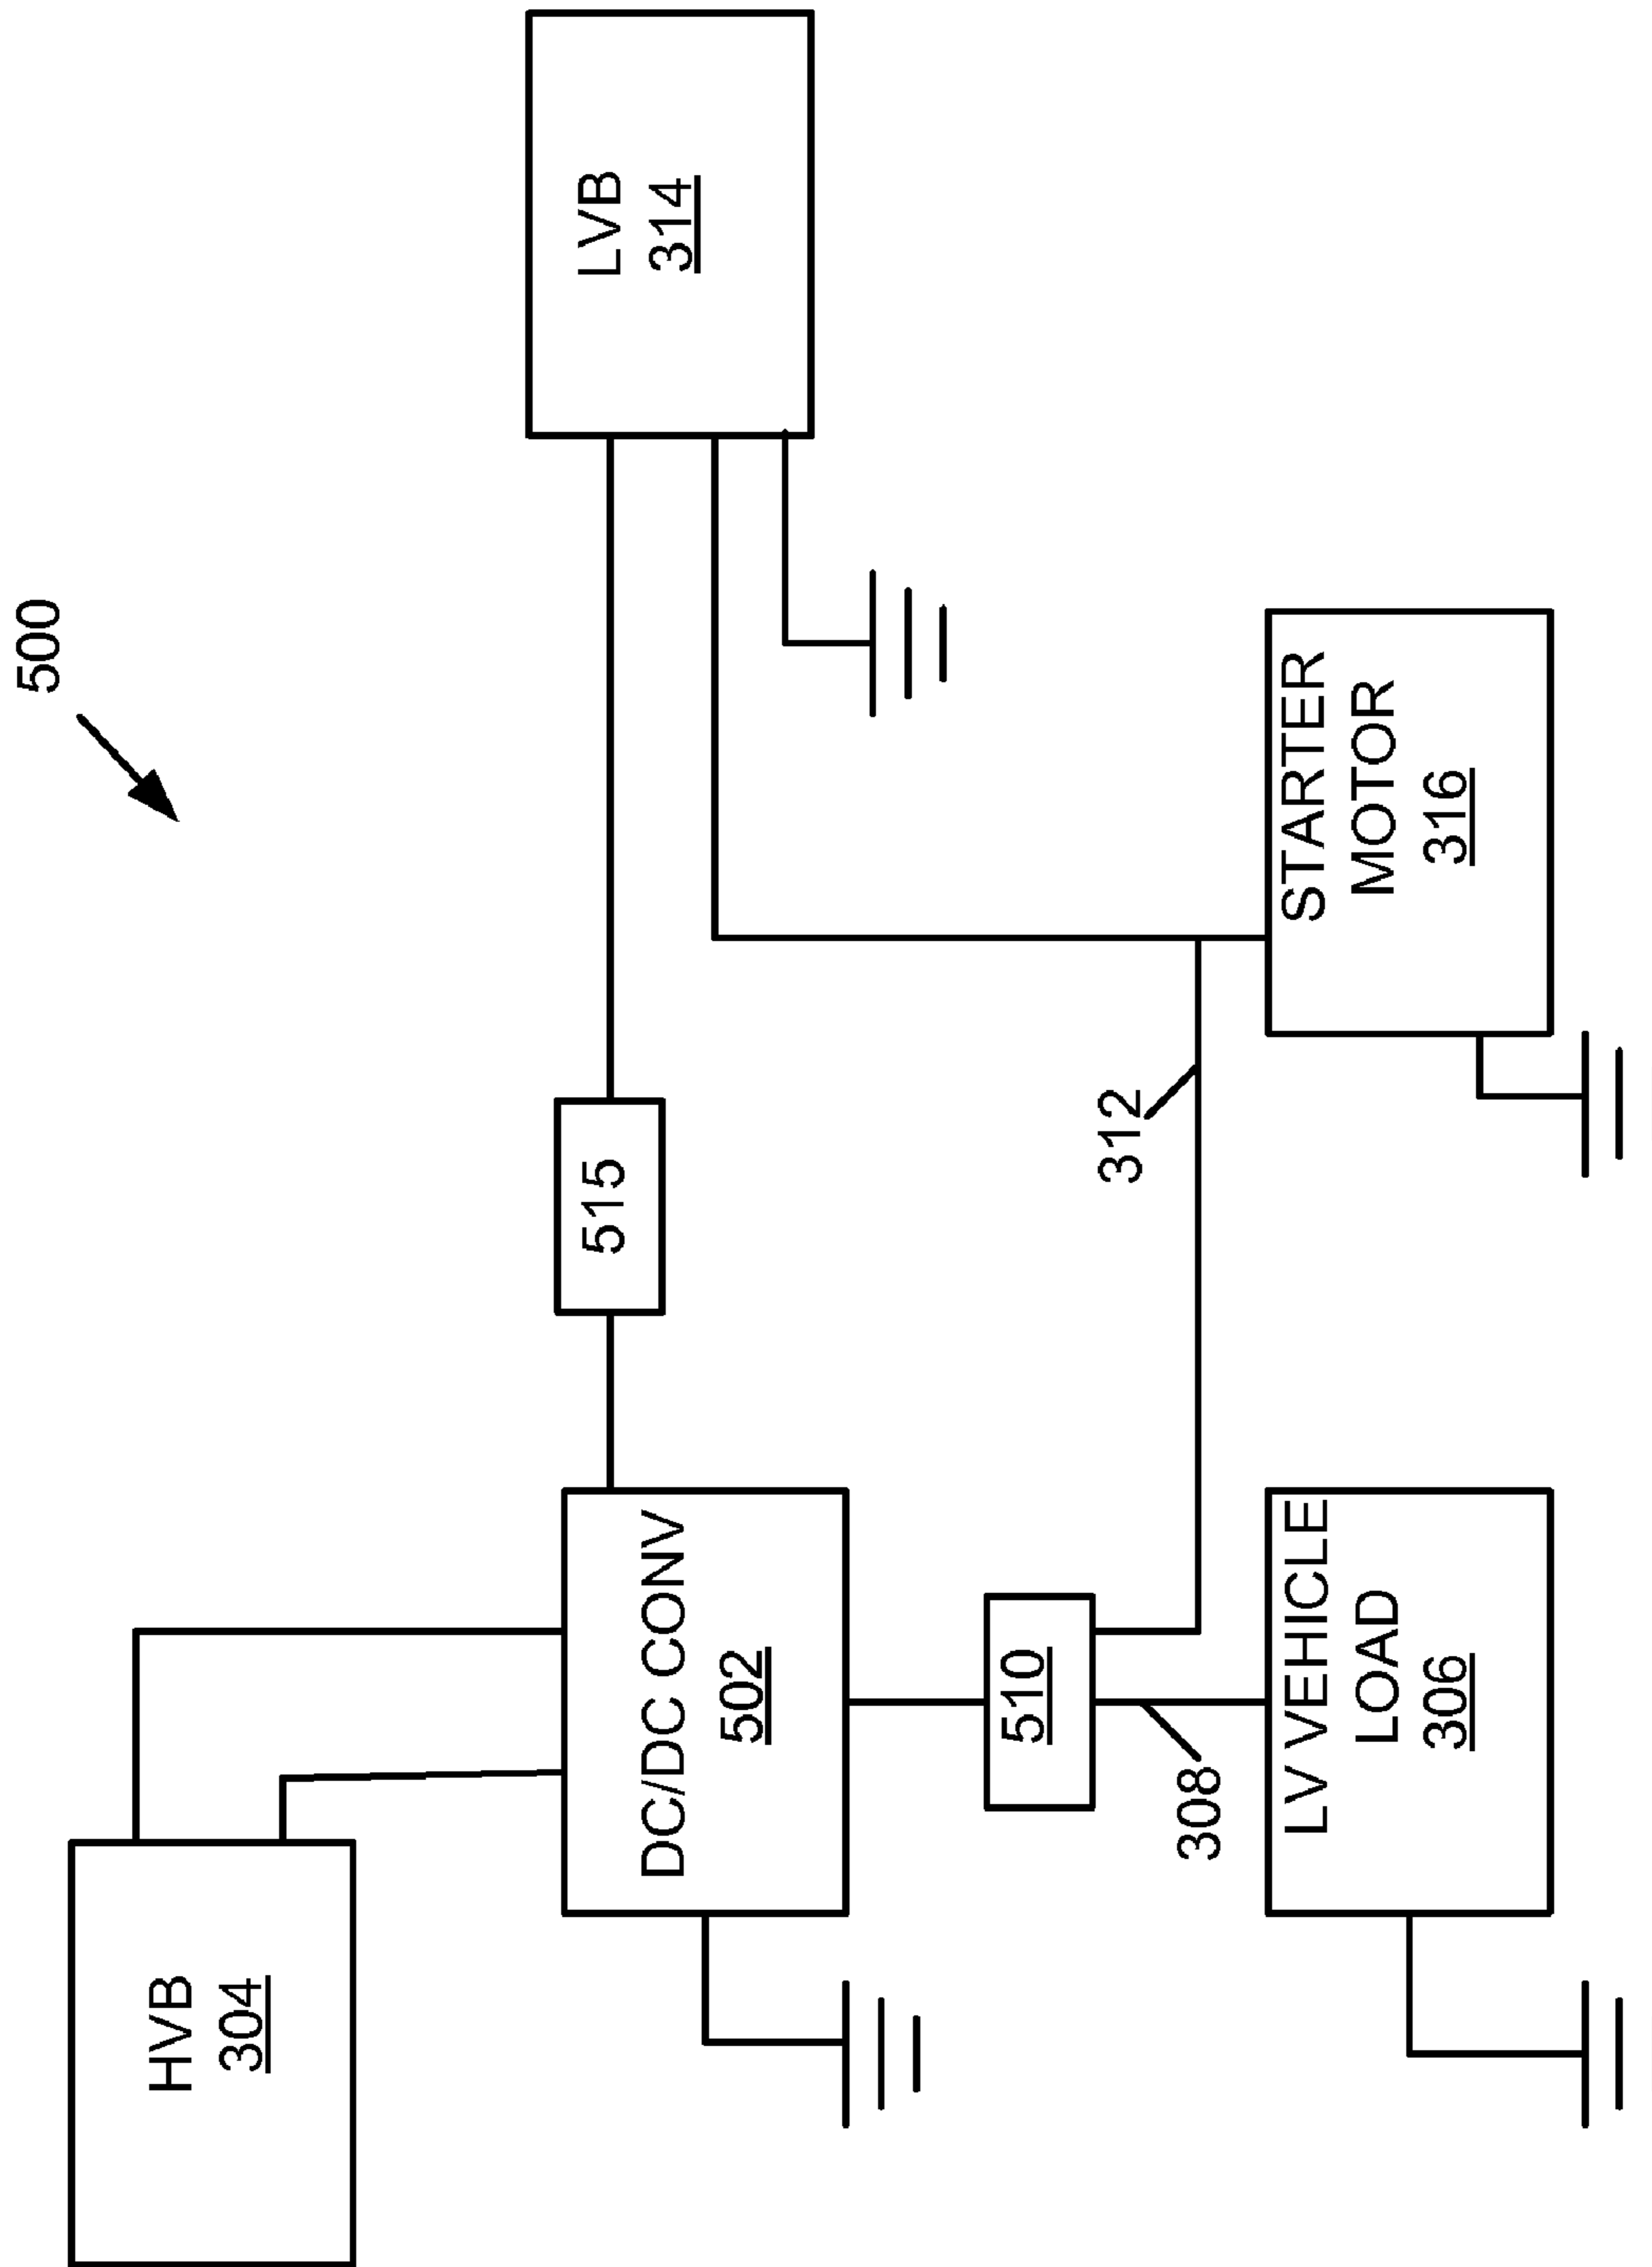 500
HVB
304
DC/DC CONV
502
515
LVB
314
510
308
312
LV VEHICLE
LOAD
306
STARTER
MOTOR
316